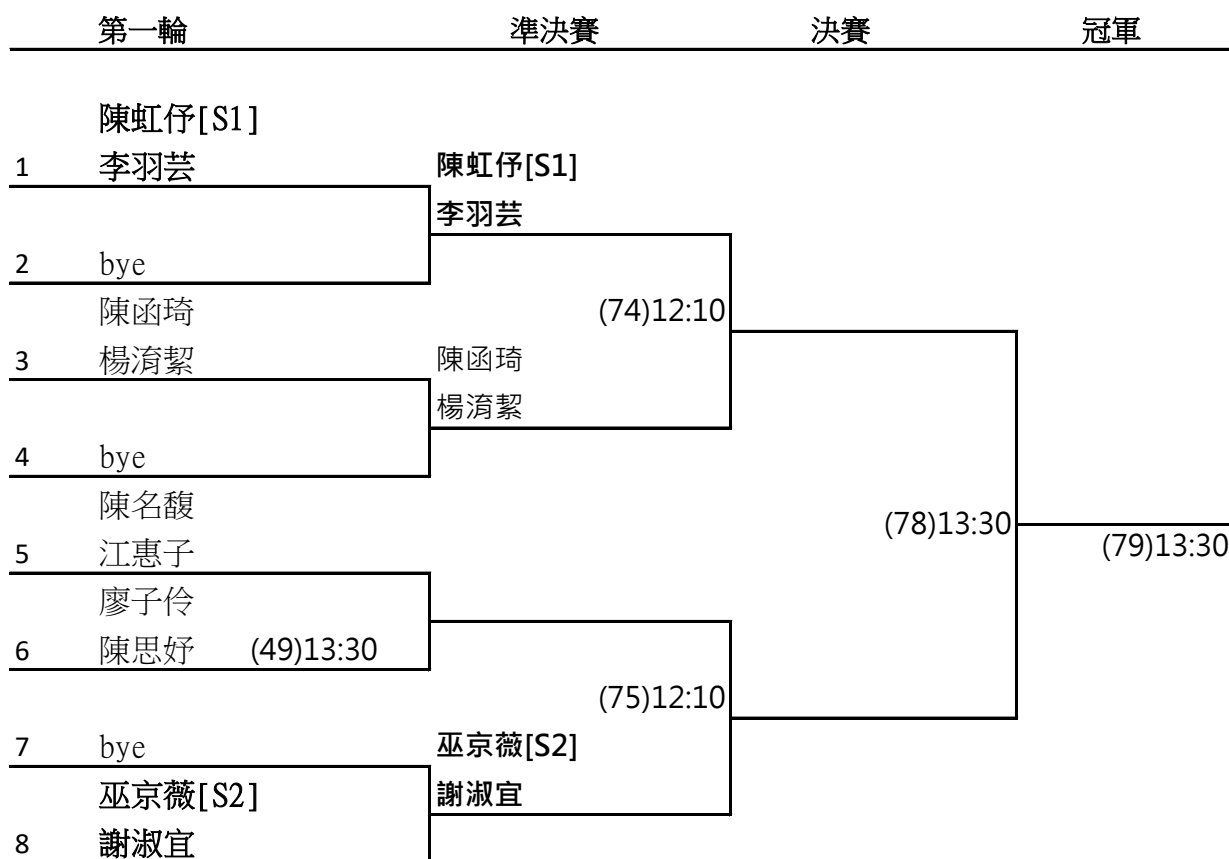 第一輪 準決賽 決賽 冠軍
陳虹伃[S1]
1 李羽芸 陳虹伃[S1]
李羽芸
2 bye
陳函琦 (74)12:10
3 楊淯絜 陳函琦
楊淯絜
4 bye
陳名馥
(78)13:30
5 江惠子 (79)13:30
廖子伶
6 陳思妤 (49)13:30
(75)12:10
7 bye 巫京薇[S2]
巫京薇[S2] 謝淑宜
8 謝淑宜